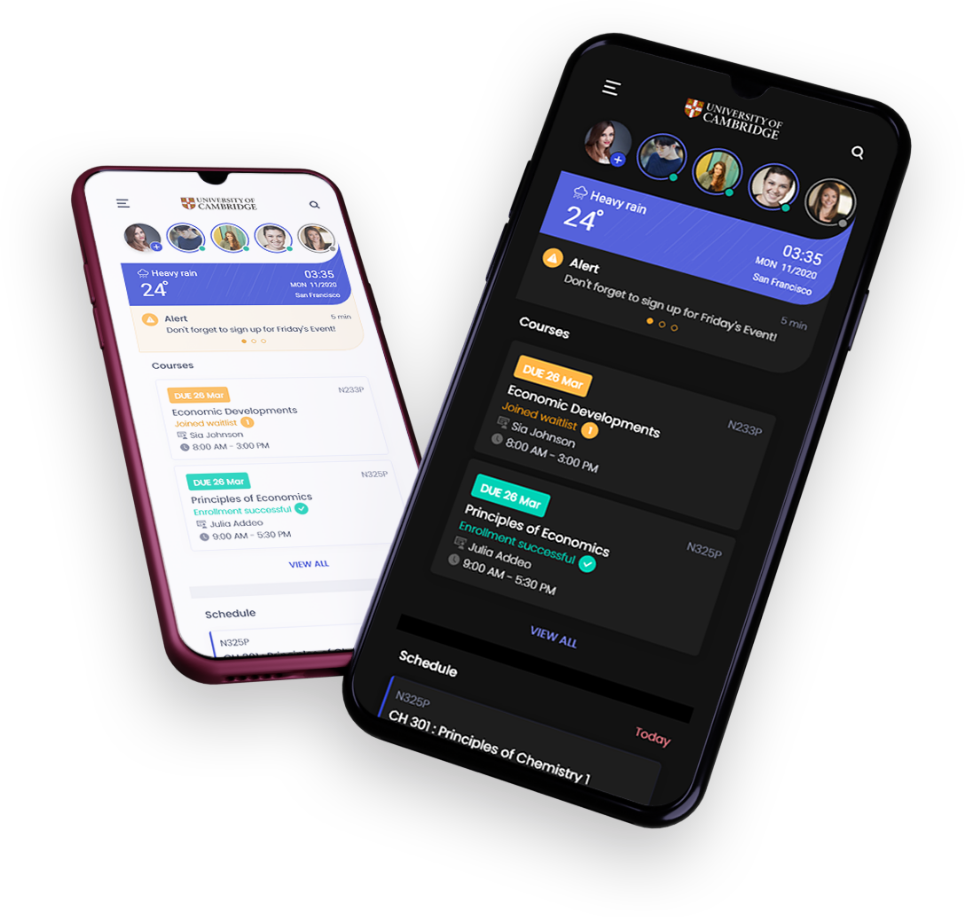 UNIVERSITY OF
CAMBRIDGE
Heavy rain
24°
03:35
MON 11/2020
San Francisco
Alert
5 min
Don't forget to sign up for Friday's Event!
Courses
DUE 26 Mar
N233P
Economic Developments
Joined waitlist
Sia Johnson
8:00 AM - 3:00 PM
DUE 26 Mar
N325P
Principles of Economics
Enrollment successful
Julia Addeo
9:00 AM - 5:30 PM
VIEW ALL
Schedule
N325P
UNIVERSITY OF
CAMBRIDGE
Heavy rain
24°
03:35
MON 11/2020
San Francisco
Alert
Don't forget to sign up for Friday's Event!
5 min
Courses
DUE 26 Mar
N233P
Economic Developments
Joined waitlist
Sia Johnson
8:00 AM - 3:00 PM
DUE 26 Mar
N325P
Principles of Economics
Enrollment successful
Julia Addeo
9:00 AM - 5:30 PM
VIEW ALL
Schedule
N325P
Today
CH 301 : Principles of Chemistry 1